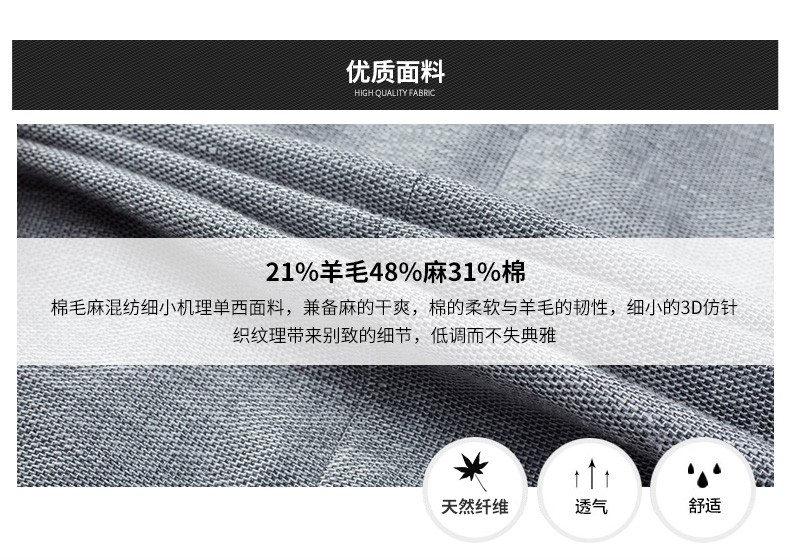 优质面料
HIGH QUALITY FABRIC
21%羊毛48%麻31%棉
棉毛麻混纺细小机理单西面料，兼备麻的干爽，棉的柔软与羊毛的韧性，细小的3D仿针
织纹理带来别致的细节，低调而不失典雅
天然纤维
透气
舒适